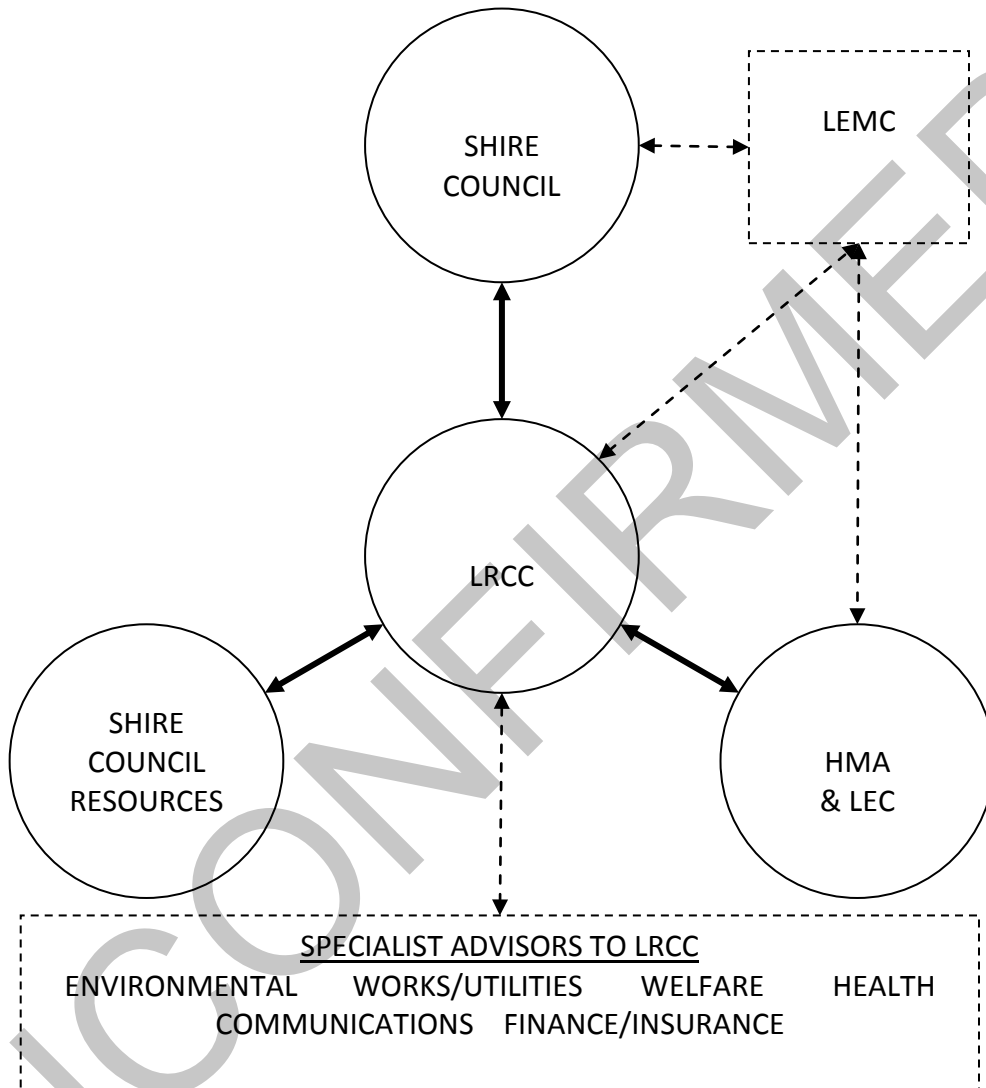 SHIRE
COUNCIL
LEMC
LRCC
SHIRE
COUNCIL
RESOURCES
HMA
& LEC
SPECIALIST ADVISORS TO LRCC
ENVIRONMENTAL WORKS/UTILITIES WELFARE HEALTH
COMMUNICATIONS FINANCE/INSURANCE
NCONFIRMED